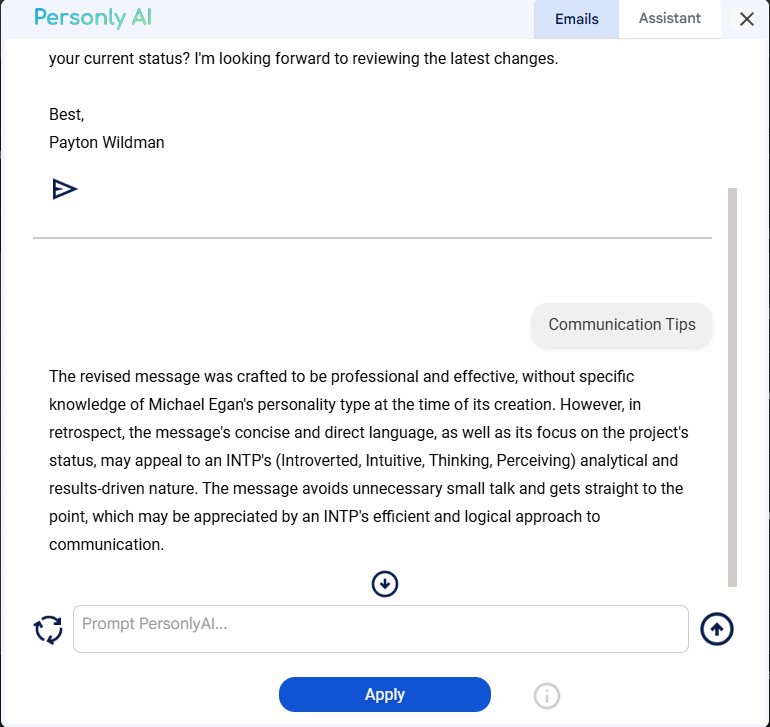 Personly AI
Emails
Assistant
your current status? I'm looking forward to reviewing the latest changes.
Best,
Payton Wildman
Communication Tips
The revised message was crafted to be professional and effective, without specific
knowledge of Michael Egan's personality type at the time of its creation. However, in
retrospect, the message's concise and direct language, as well as its focus on the project's
status, may appeal to an INTP's (Introverted, Intuitive, Thinking, Perceiving) analytical and
results-driven nature. The message avoids unnecessary small talk and gets straight to the
point, which may be appreciated by an INTP's efficient and logical approach to
communication.
Prompt PersonlyAI...
Apply